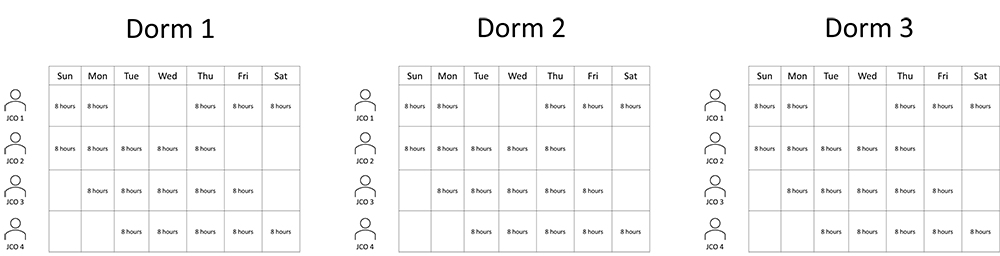 Dorm 1
Sun Mon Tue Wed Thu Fri Sat
JCO 1 8 hours 8 hours 8 hours 8 hours 8 hours
JCO 2 8 hours 8 hours 8 hours 8 hours 8 hours
JCO 3 8 hours 8 hours 8 hours 8 hours 8 hours
JCO 4 8 hours 8 hours 8 hours 8 hours 8 hours
Dorm 2
Sun Mon Tue Wed Thu Fri Sat
JCO 1 8 hours 8 hours 8 hours 8 hours 8 hours
JCO 2 8 hours 8 hours 8 hours 8 hours 8 hours
JCO 3 8 hours 8 hours 8 hours 8 hours 8 hours
JCO 4 8 hours 8 hours 8 hours 8 hours 8 hours
Dorm 3
Sun Mon Tue Wed Thu Fri Sat
JCO 1 8 hours 8 hours 8 hours 8 hours 8 hours
JCO 2 8 hours 8 hours 8 hours 8 hours 8 hours
JCO 3 8 hours 8 hours 8 hours 8 hours 8 hours
JCO 4 8 hours 8 hours 8 hours 8 hours 8 hours